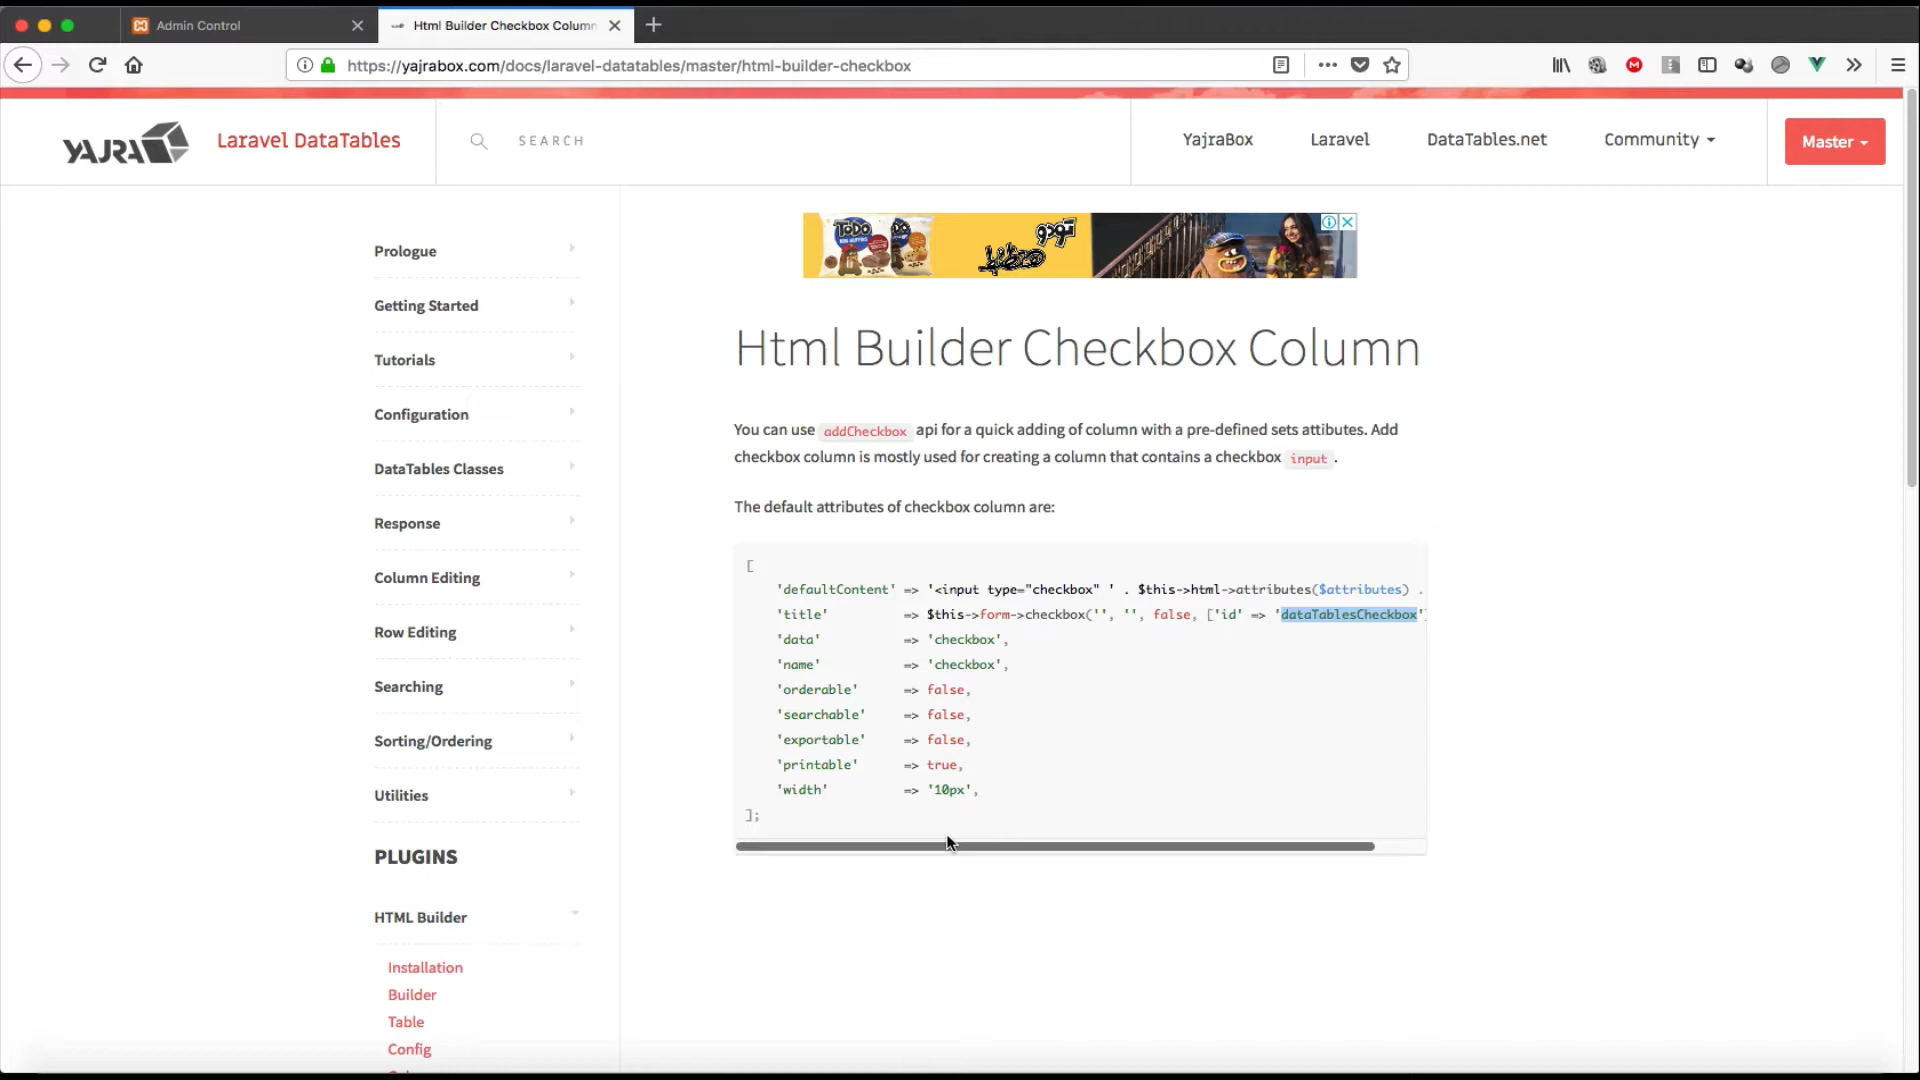 Admin Control
Html Builder Checkbox Column
https://yajrabox.com/docs/laravel-datatables/master/html-builder-checkbox
YAJRA
Laravel DataTables
SEARCH
YajraBox
Laravel
DataTables.net
Community
Master
Prologue
Getting Started
Tutorials
Configuration
DataTables Classes
Response
Column Editing
Row Editing
Searching
Sorting/Ordering
Utilities
PLUGINS
HTML Builder
Installation
Builder
Table
Config
TODO
تودو
Html Builder Checkbox Column
You can use addCheckbox api for a quick adding of column with a pre-defined sets attibutes. Add
checkbox column is mostly used for creating a column that contains a checkbox input .
The default attributes of checkbox column are:
[
'defaultContent' => '<input type="checkbox" ' . $this->html->attributes($attributes) .
'title' => $this->form->checkbox('', '', false, ['id' => 'dataTablesCheckbox'
'data' => 'checkbox',
'name' => 'checkbox',
'orderable' => false,
'searchable' => false,
'exportable' => false,
'printable' => true,
'width' => '10px',
];